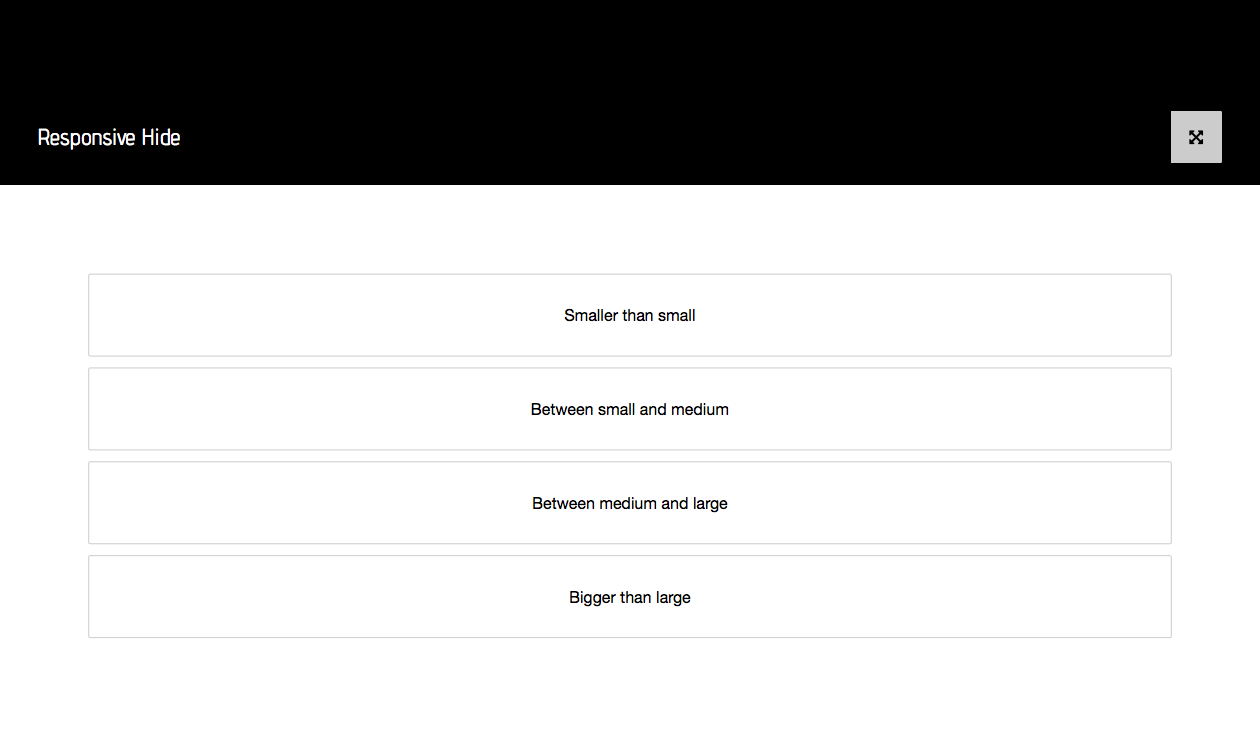 Responsive Hide
Smaller than small
Between small and medium
Between medium and large
Bigger than large